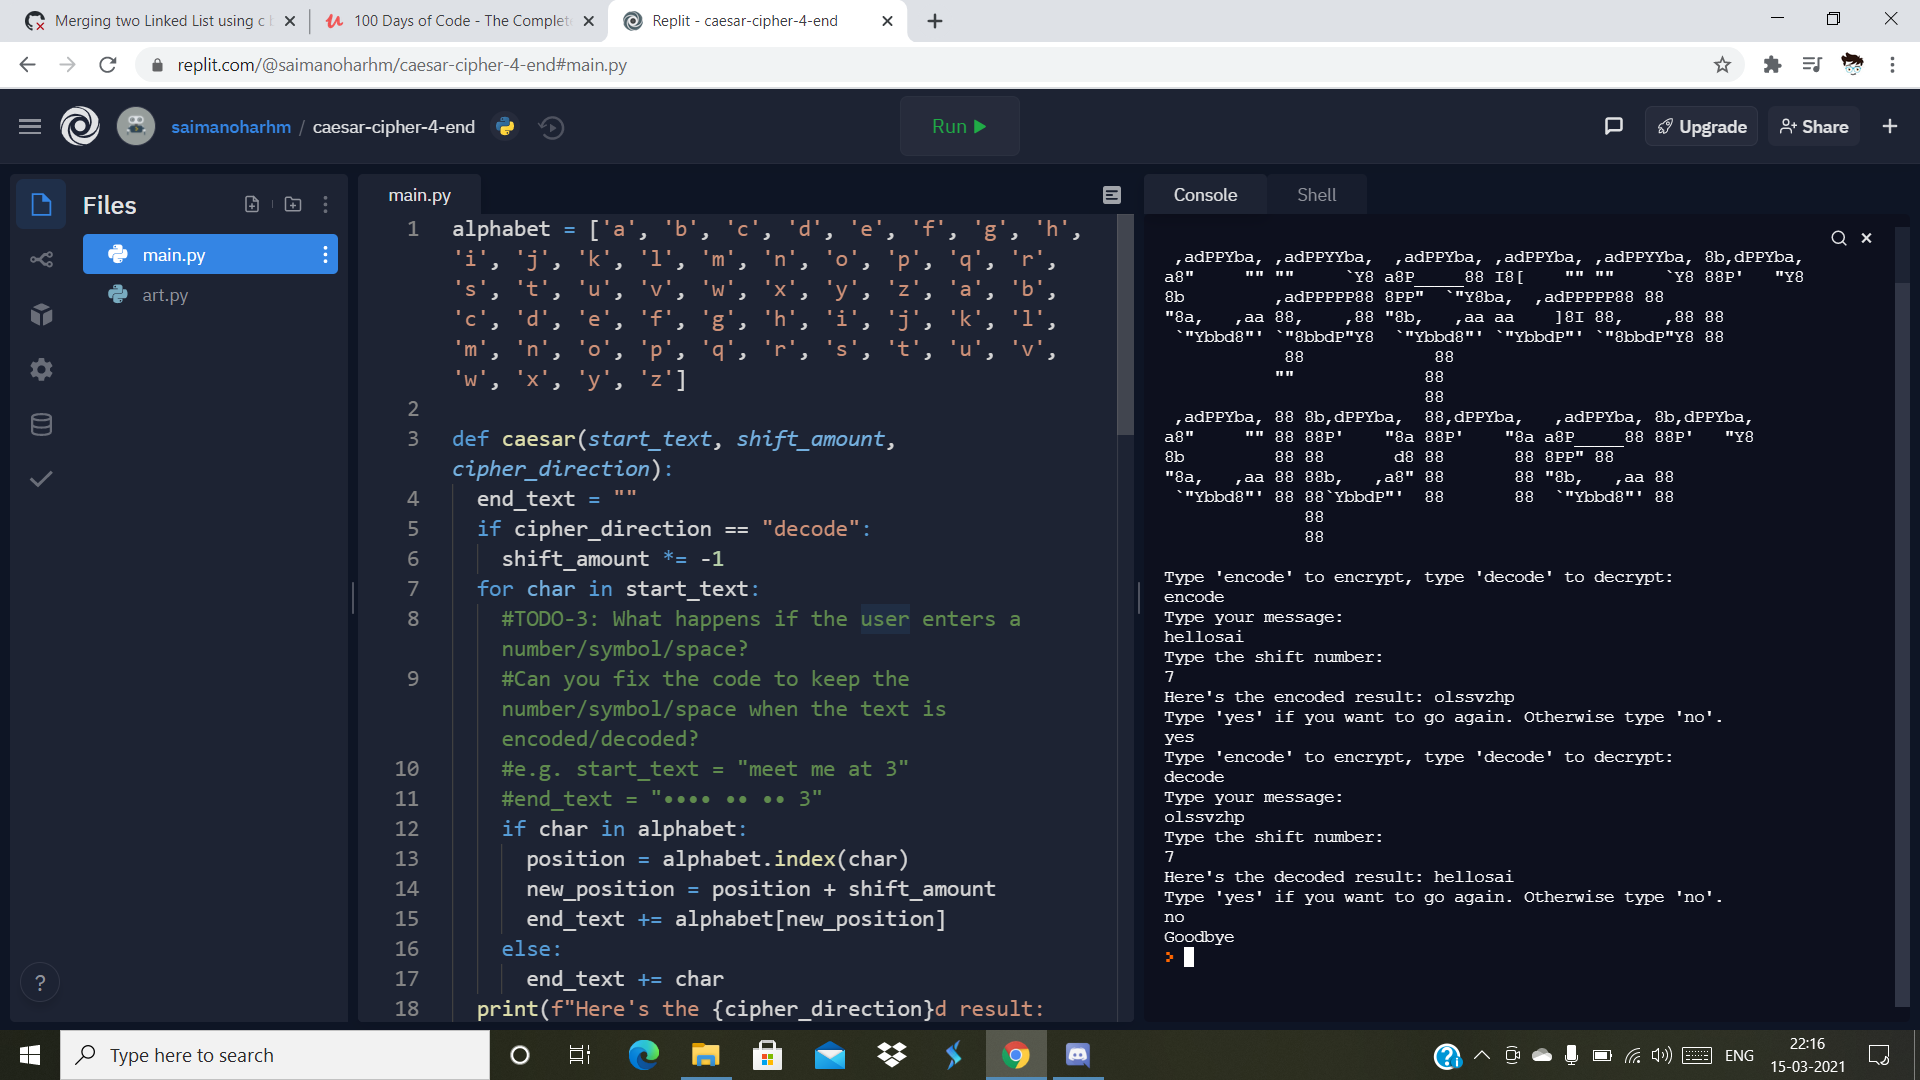 Merging two Linked List using c b
100 Days of Code - The Complete
Replit - caesar-cipher-4-end
replit.com/@saimanoharhm/caesar-cipher-4-end#main.py
saimanoharhm / caesar-cipher-4-end
Run
Upgrade
Share
Files
main.py
art.py
main.py
1 alphabet = ['a', 'b', 'c', 'd', 'e', 'f', 'g', 'h',
'i', 'j', 'k', 'l', 'm', 'n', 'o', 'p', 'q', 'r',
's', 't', 'u', 'v', 'w', 'x', 'y', 'z', 'a', 'b',
'c', 'd', 'e', 'f', 'g', 'h', 'i', 'j', 'k', 'l',
'm', 'n', 'o', 'p', 'q', 'r', 's', 't', 'u', 'v',
'w', 'x', 'y', 'z']
2
3 def caesar(start_text, shift_amount,
cipher_direction):
4 end_text = ""
5 if cipher_direction == "decode":
6 shift_amount *= -1
7 for char in start_text:
8 #TODO-3: What happens if the user enters a
number/symbol/space?
9 #Can you fix the code to keep the
number/symbol/space when the text is
encoded/decoded?
10 #e.g. start_text = "meet me at 3"
11 #end_text = "•••• •• •• 3"
12 if char in alphabet:
13 position = alphabet.index(char)
14 new_position = position + shift_amount
15 end_text += alphabet[new_position]
16 else:
17 end_text += char
18 print(f"Here's the {cipher_direction}d result:
Console
Shell
 ,adPPYba, ,adPPYYba,  ,adPPYba, ,adPPYba, ,adPPYYba, 8b,dPPYba,
a8"     "" ""     `Y8 a8P_____88 I8[    "" ""     `Y8 88P'   "Y8
8b         ,adPPPPP88 8PP"  `"Y8ba,  ,adPPPPP88 88
"8a,   ,aa 88,    ,88 "8b,   ,aa aa    ]8I 88,    ,88 88
 `"Ybbd8"' `"8bbdP"Y8  `"Ybbd8"' `"YbbdP"' `"8bbdP"Y8 88
            88             88
           ""             88
                          88
 ,adPPYba, 88 8b,dPPYba,  88,dPPYba,   ,adPPYba, 8b,dPPYba,
a8"     "" 88 88P'    "8a 88P'    "8a a8P_____88 88P'   "Y8
8b         88 88       d8 88       88 8PP" 88
"8a,   ,aa 88 88b,   ,a8" 88       88 "8b,   ,aa 88
 `"Ybbd8"' 88 88`YbbdP"'  88       88  `"Ybbd8"' 88
              88
              88
Type 'encode' to encrypt, type 'decode' to decrypt:
encode
Type your message:
hellosai
Type the shift number:
7
Here's the encoded result: olssvzhp
Type 'yes' if you want to go again. Otherwise type 'no'.
yes
Type 'encode' to encrypt, type 'decode' to decrypt:
decode
Type your message:
olssvzhp
Type the shift number:
7
Here's the decoded result: hellosai
Type 'yes' if you want to go again. Otherwise type 'no'.
no
Goodbye
Type here to search
ENG
22:16
15-03-2021